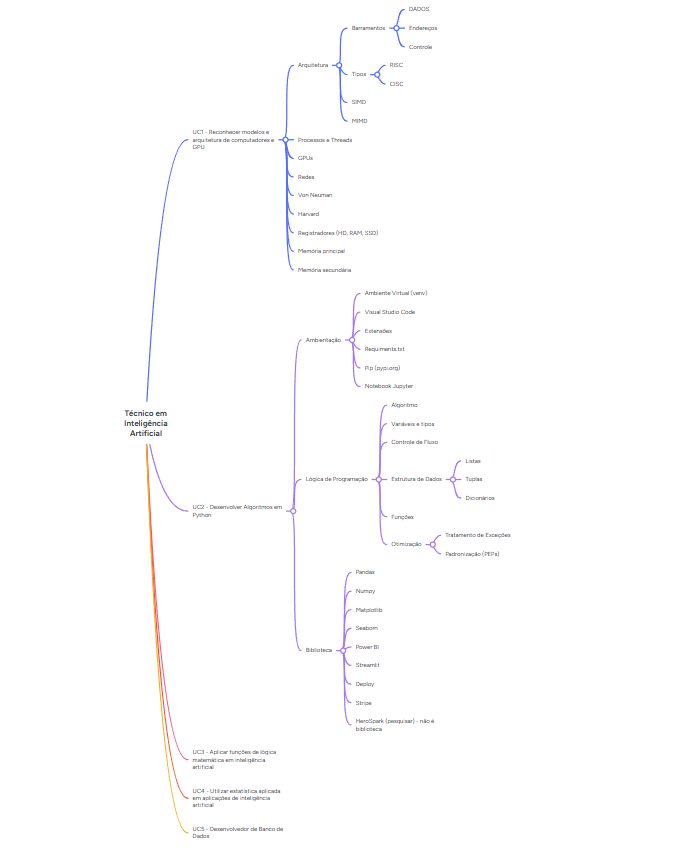 DADOS
Barramentos
Endereços
Controle
Arquitetura
RISC
Tipos
CISC
SIMD
MIMD
UC1 - Reconhecer modelos e
arquitetura de computadores e
GPU
Processos e Threads
GPUs
Redes
Von Neuman
Harvard
Registradores (HD, RAM, SSD)
Memória principal
Memória secundária
Ambiente Virtual (venv)
Visual Studio Code
Extensões
Ambientação
Requiments.txt
Pip (pypi.org)
Notebook Jupyter
Técnico em
Inteligência
Artificial
Algoritmo
Variáveis e tipos
Controle de Fluxo
Listas
Lógica de Programação
Estrutura de Dados
Tuplas
Dicionários
UC2 - Desenvolver Algoritmos em
Python
Funções
Tratamento de Exceções
Otimização
Padronização (PEPs)
Pandas
Numpy
Matplotlib
Seaborn
Biblioteca
Power BI
Streamlit
Deploy
Stripe
HeroSpark (pesquisar) - não é
biblioteca
UC3 - Aplicar funções de lógica
matemática em inteligência
artificial
UC4 - Utilizar estatística aplicada
em aplicações de inteligência
artificial
UC5 - Desenvolvedor de Banco de
Dados